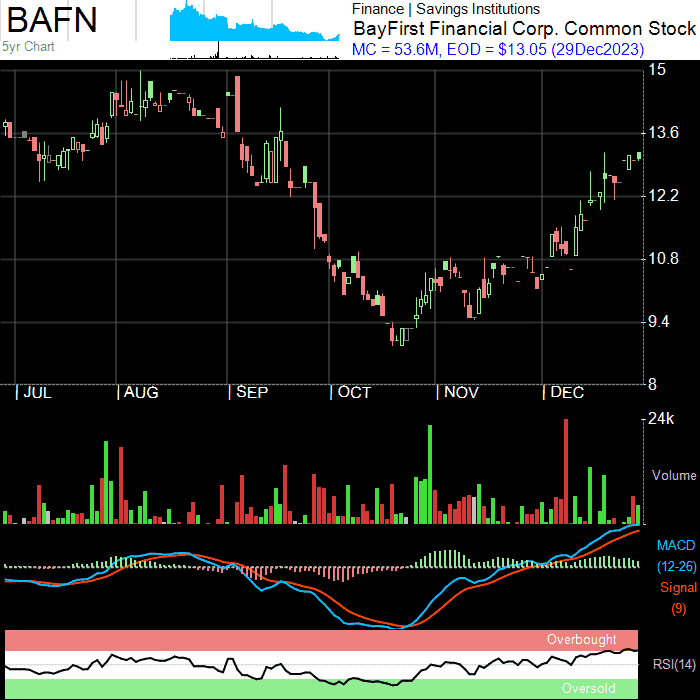 BAFN
5yr Chart
Finance | Savings Institutions
BayFirst Financial Corp. Common Stock
MC = 53.6M, EOD = $13.05 (29Dec2023)
15
13.6
12.2
10.8
9.4
8
| JUL | AUG | SEP | OCT | NOV | DEC
24k
Volume
MACD
(12-26)
Signal
(9)
Overbought
RSI(14)
Oversold